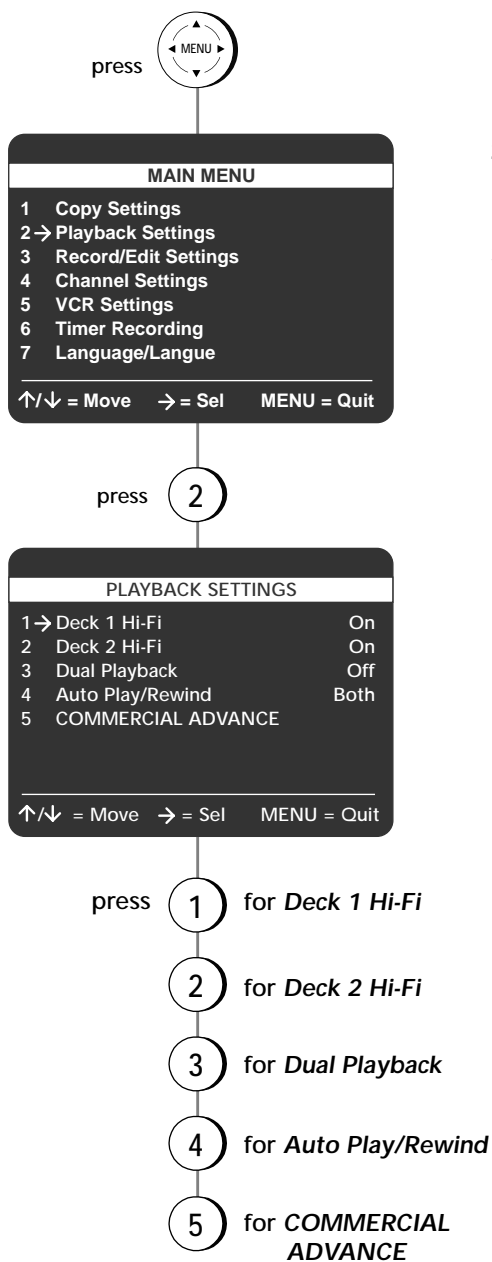 press MENU
MAIN MENU
1 Copy Settings
2→ Playback Settings
3 Record/Edit Settings
4 Channel Settings
5 VCR Settings
6 Timer Recording
7 Language/Langue
↑/↓ = Move → = Sel MENU = Quit
press 2
PLAYBACK SETTINGS
1→ Deck 1 Hi-Fi On
2 Deck 2 Hi-Fi On
3 Dual Playback Off
4 Auto Play/Rewind Both
5 COMMERCIAL ADVANCE
↑/↓ = Move → = Sel MENU = Quit
press 1 for Deck 1 Hi-Fi
2 for Deck 2 Hi-Fi
3 for Dual Playback
4 for Auto Play/Rewind
5 for COMMERCIAL
ADVANCE